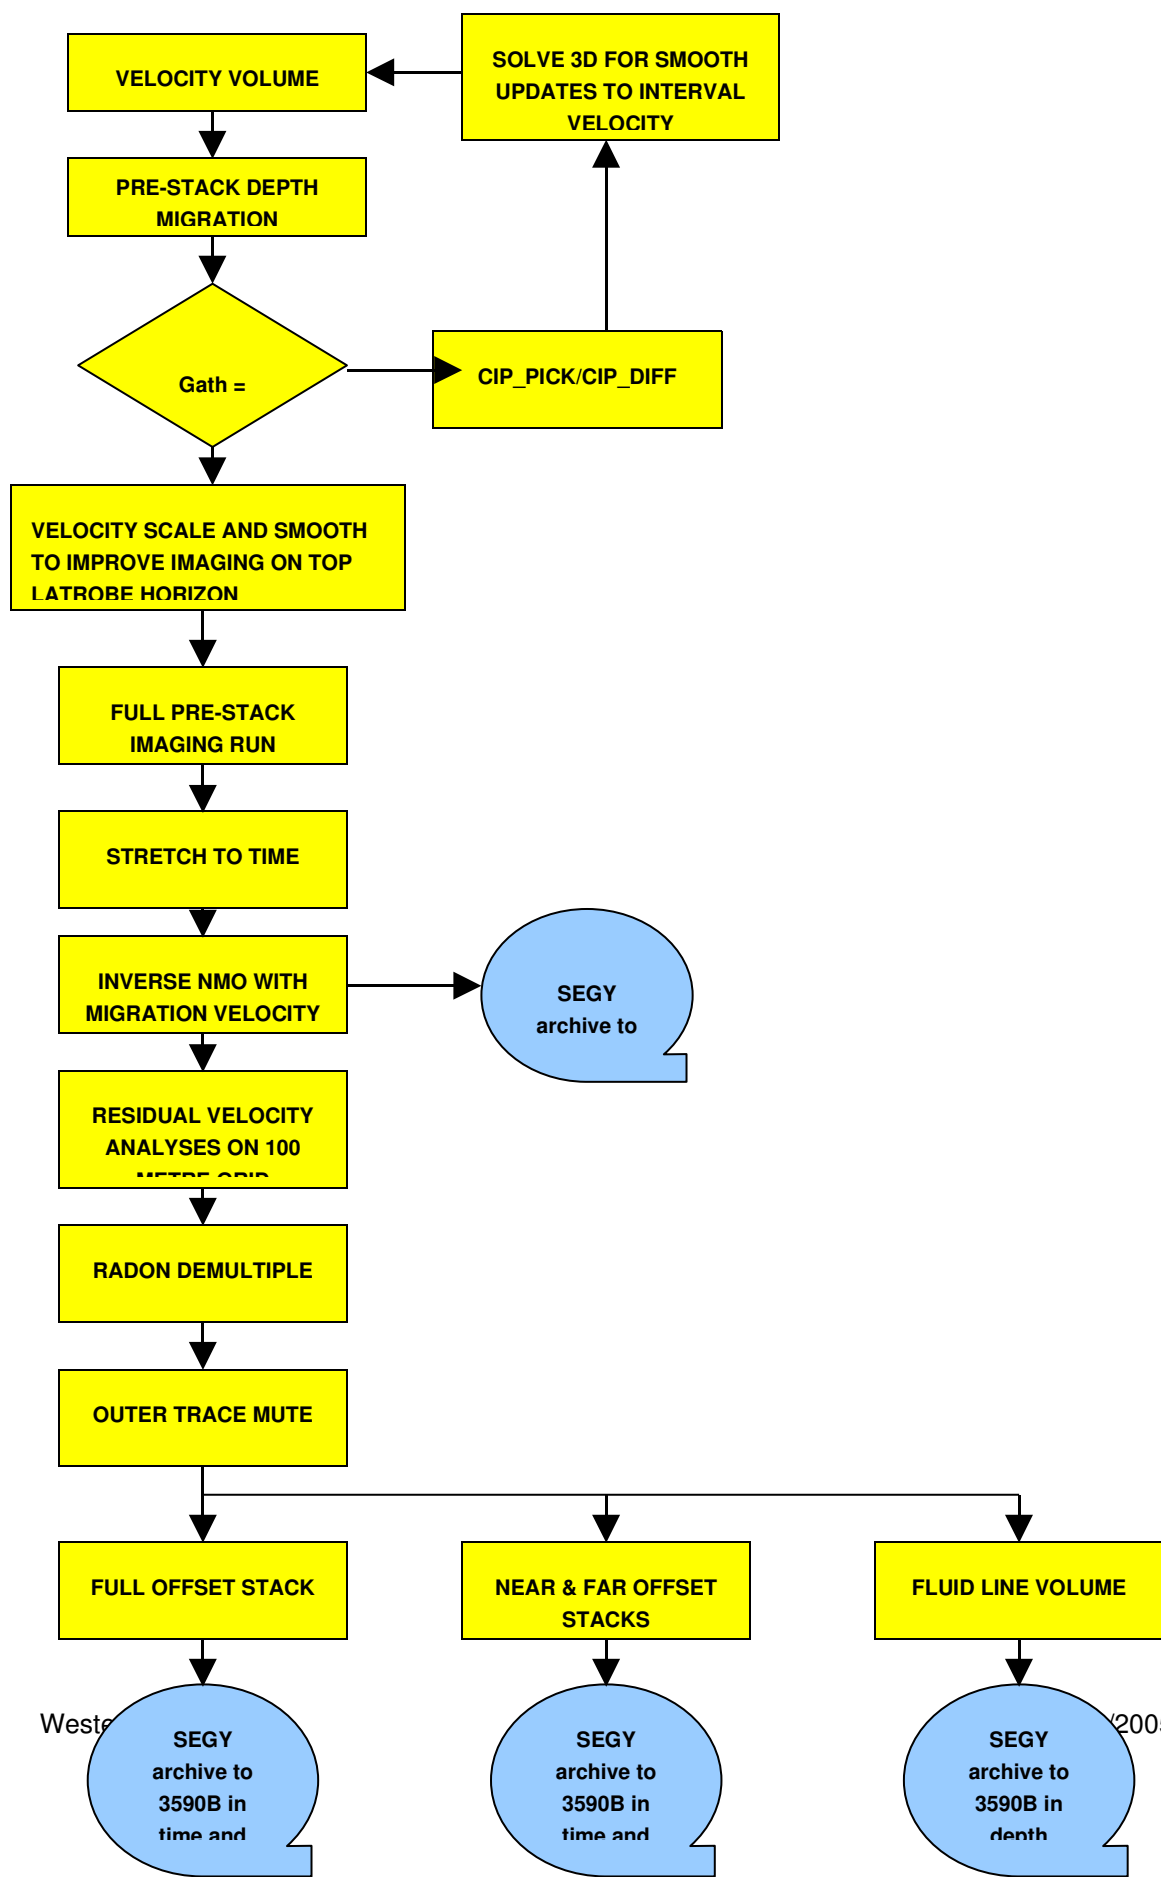 SOLVE 3D FOR SMOOTH
UPDATES TO INTERVAL
VELOCITY
VELOCITY VOLUME
PRE-STACK DEPTH
MIGRATION
Gath =
CIP_PICK/CIP_DIFF
VELOCITY SCALE AND SMOOTH
TO IMPROVE IMAGING ON TOP
LATROBE HORIZON
FULL PRE-STACK
IMAGING RUN
STRETCH TO TIME
INVERSE NMO WITH
MIGRATION VELOCITY
SEGY
archive to
RESIDUAL VELOCITY
ANALYSES ON 100
METRE GRID
RADON DEMULTIPLE
OUTER TRACE MUTE
FULL OFFSET STACK
NEAR & FAR OFFSET
STACKS
FLUID LINE VOLUME
SEGY
archive to
3590B in
time and
SEGY
archive to
3590B in
time and
SEGY
archive to
3590B in
depth